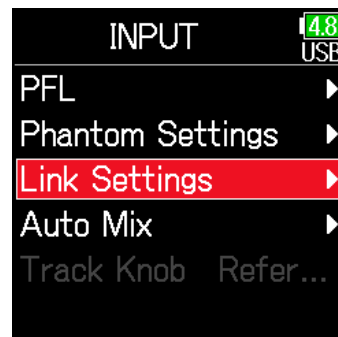 INPUT
4.8
USB
PFL
Phantom Settings
Link Settings
Auto Mix
Track Knob Refer...